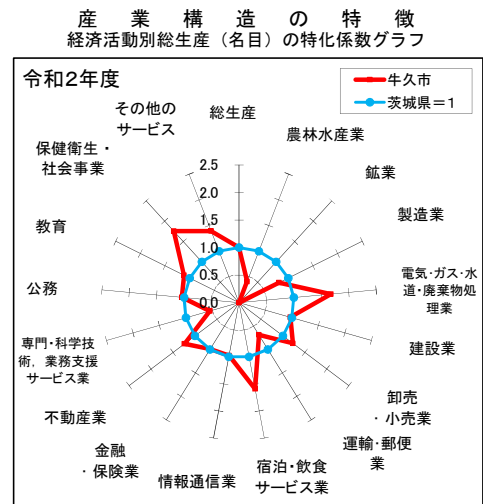 産業構造の特徴
経済活動別総生産（名目）の特化係数グラフ
令和2年度
牛久市
茨城県＝1
総生産
農林水産業
鉱業
製造業
電気・ガス・水
道・廃棄物処
理業
建設業
卸売
・小売業
運輸・郵便
業
宿泊・飲食
サービス業
情報通信業
金融
・保険業
不動産業
専門・科学技
術，業務支援
サービス業
公務
教育
保健衛生・
社会事業
その他の
サービス
2.5
2.0
1.5
1.0
0.5
0.0